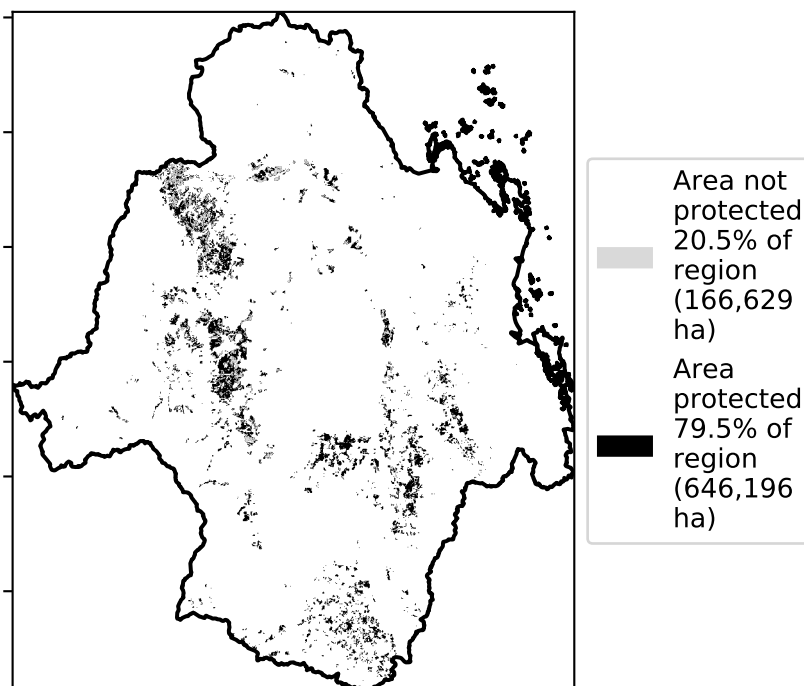 Area not
protected
20.5% of
region
(166,629
ha)
Area
protected
79.5% of
region
(646,196
ha)